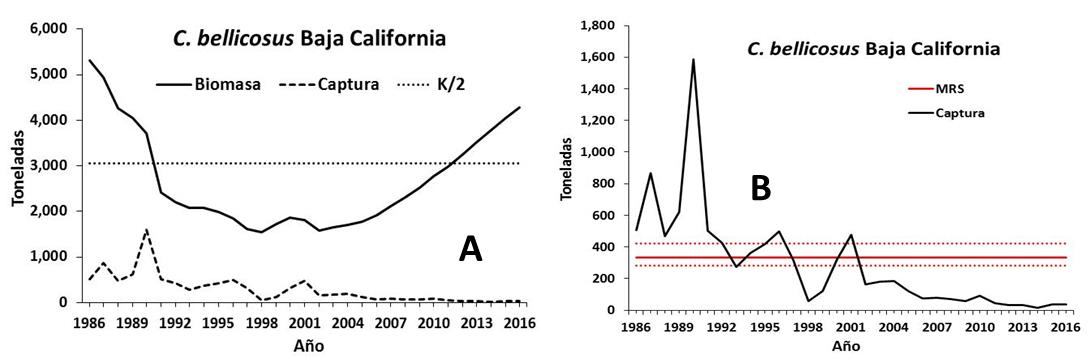 C. bellicosus Baja California
Biomasa
Captura
K/2
6,000
5,000
4,000
3,000
2,000
1,000
0
Toneladas
1986 1989 1992 1995 1998 2001 2004 2007 2010 2013 2016
Año
A
C. bellicosus Baja California
MRS
Captura
1,800
1,600
1,400
1,200
1,000
800
600
400
200
0
Toneladas
1986 1989 1992 1995 1998 2001 2004 2007 2010 2013 2016
Año
B